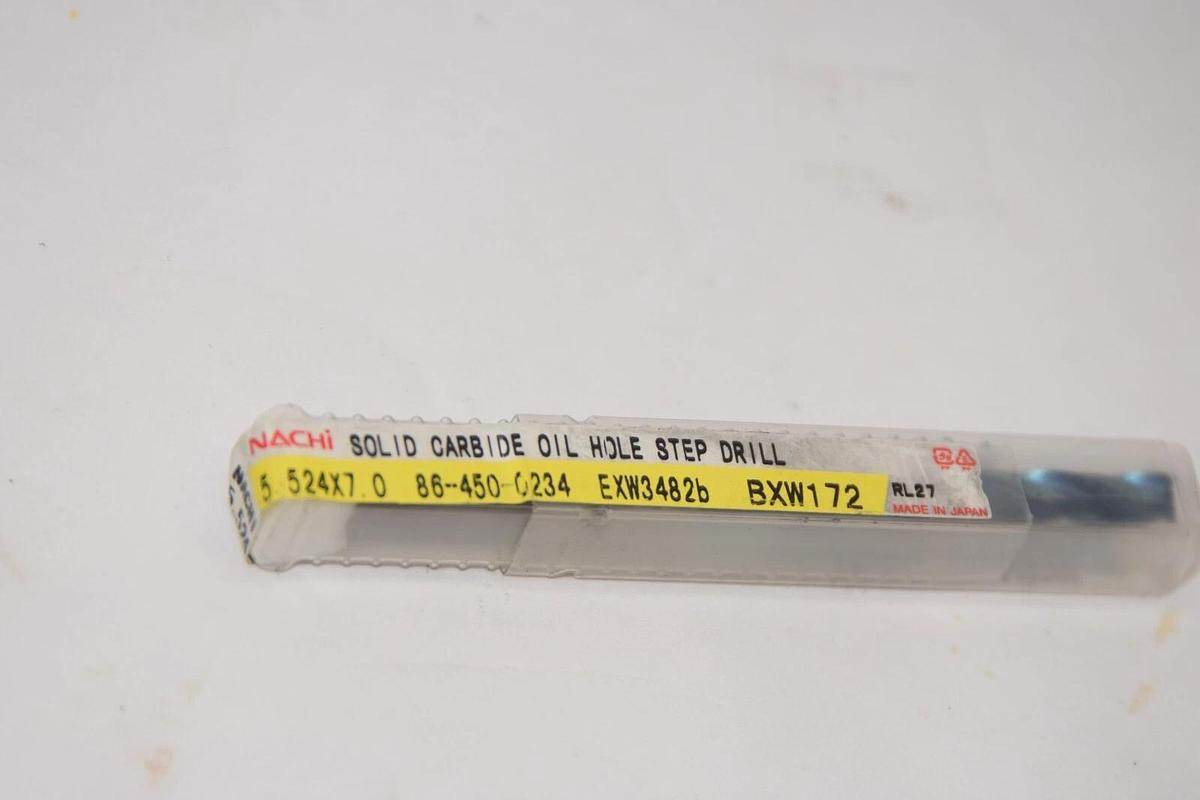 NACHi SOLID CARBIDE OIL HOLE STEP DRILL
5.524X7.0 86-450-0234 EXW3482b BXW172 RL27
MADE IN JAPAN
NACHI